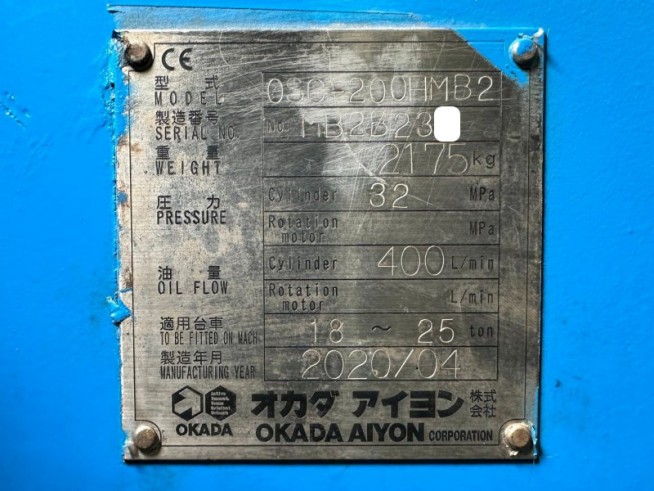 CE
型式 OSC-200HMB2
MODEL
製造番号
SERIAL NO. No. MB2B23
重量 2175kg
WEIGHT
圧力 Cylinder 32 MPa
PRESSURE
Rotation motor MPa
油量 Cylinder 400 L/min
OIL FLOW
Rotation motor L/min
適用台車 18 ~ 25 ton
TO BE FITTED ON MACH
製造年月 2020/04
MANUFACTURING YEAR
OKADA
オカダ アイヨン 株式会社
OKADA AIYON CORPORATION